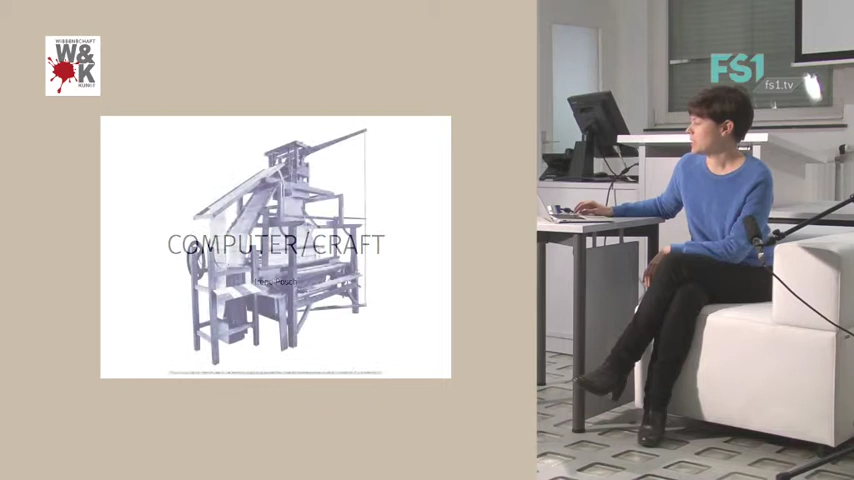 WISSENSCHAFT
W&K
KUNST
FS1
fs1.tv
COMPUTER/CRAFT
Irene Posch